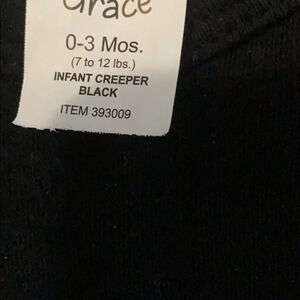 Grace
0-3 Mos.
(7 to 12 lbs.)
INFANT CREEPER
BLACK
ITEM 393009